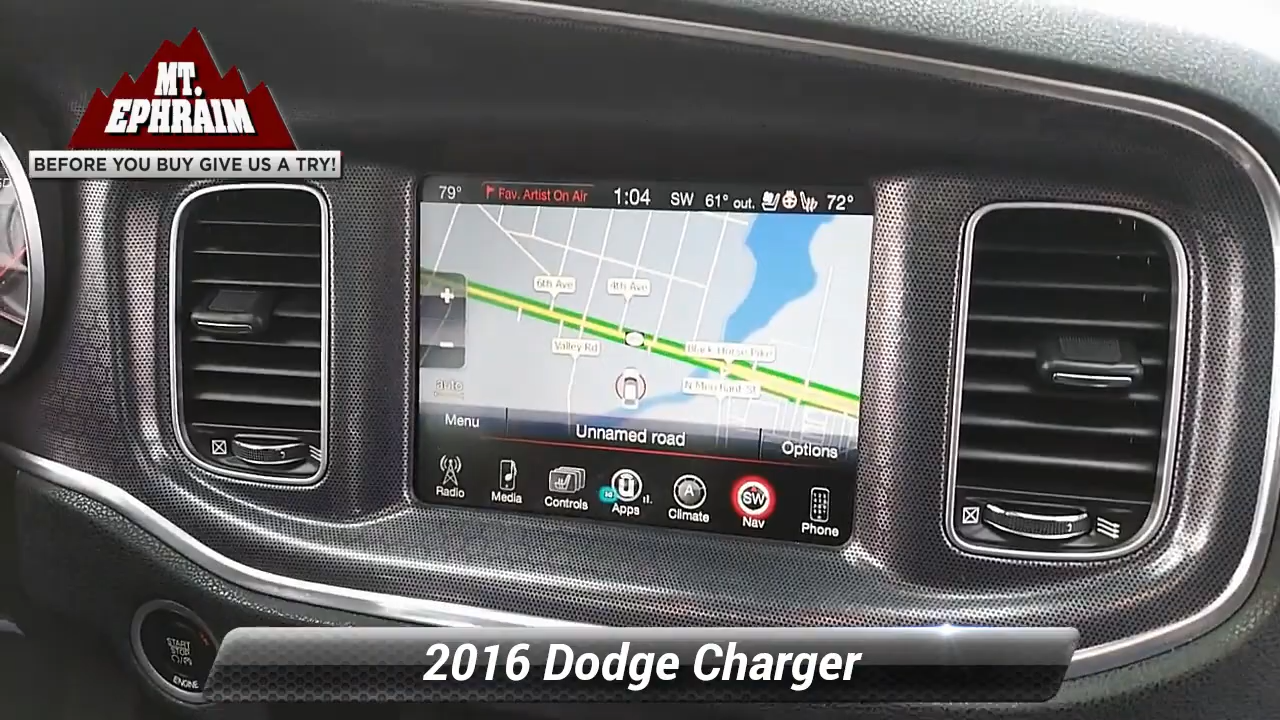 MT.
EPHRAIM
BEFORE YOU BUY GIVE US A TRY!
79° Fav. Artist On Air 1:04 SW 61° out. 72°
6th Ave 4th Ave
+
Valley Rd Black Horse Pike
-
N Merchant St
auto
Menu Unnamed road Options
A SW
Radio Media Controls Apps Climate Nav Phone
START
STOP
ENGINE
2016 Dodge Charger